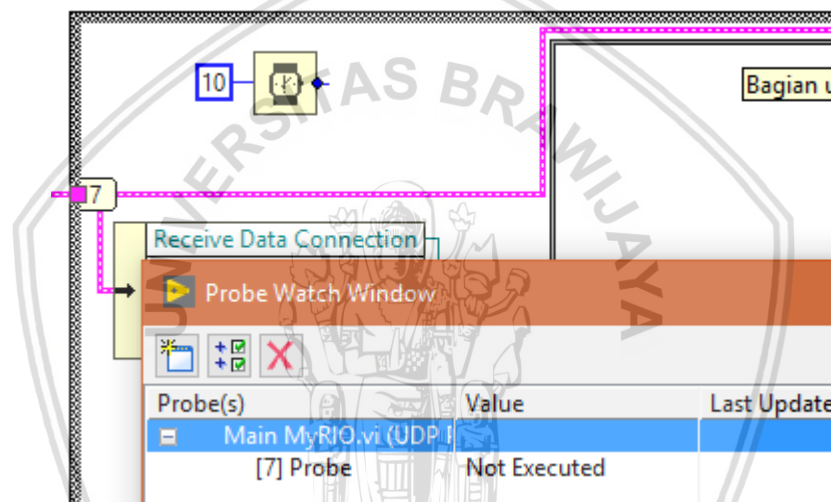 UNIVERSITAS BRAWIJAYA
10
Bagian u
7
Receive Data Connection
Probe Watch Window
Probe(s) Value Last Update
Main MyRIO.vi (UDP
[7] Probe Not Executed